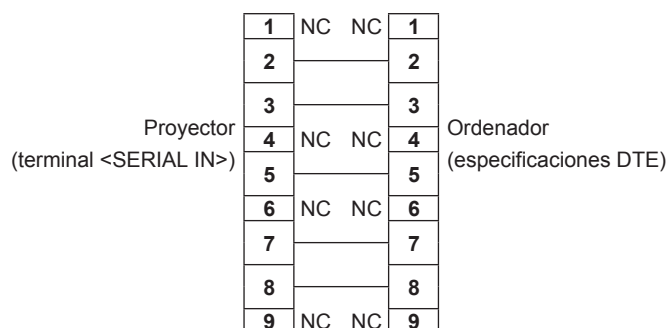 1 NC NC 1
2 2
3 3
Proyector
(terminal <SERIAL IN>)
4 NC NC 4
Ordenador
(especificaciones DTE)
5 5
6 NC NC 6
7 7
8 8
9 NC NC 9